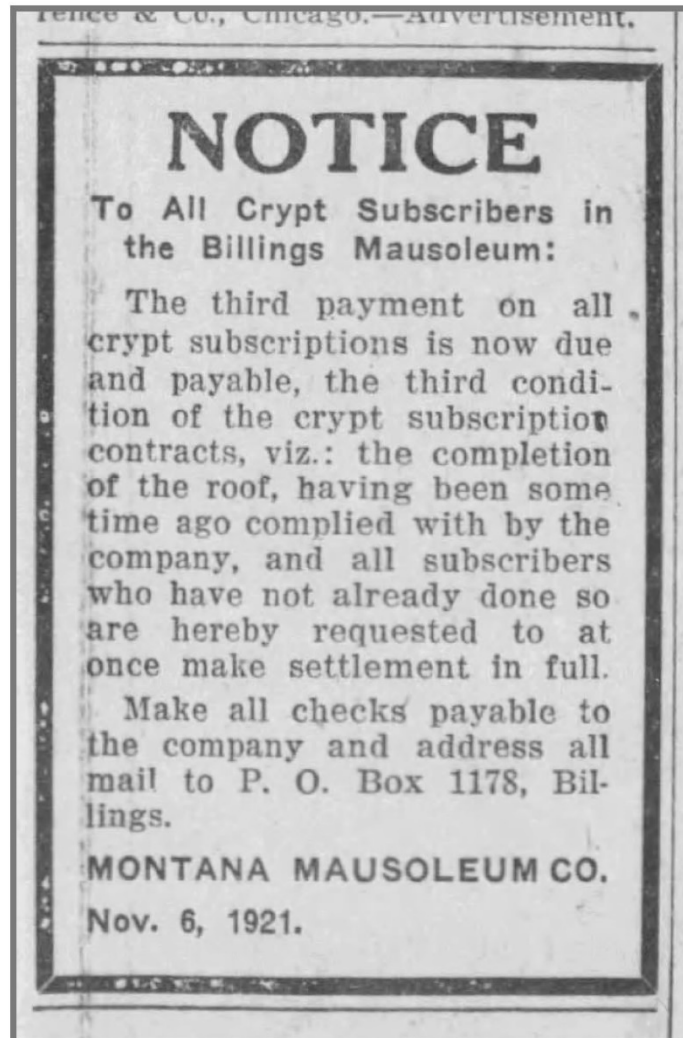 rence & Co., Chicago.—Advertisement.
NOTICE
To All Crypt Subscribers in
the Billings Mausoleum:
The third payment on all
crypt subscriptions is now due
and payable, the third condi-
tion of the crypt subscription
contracts, viz.: the completion
of the roof, having been some
time ago complied with by the
company, and all subscribers
who have not already done so
are hereby requested to at
once make settlement in full.
Make all checks payable to
the company and address all
mail to P. O. Box 1178, Bil-
lings.
MONTANA MAUSOLEUM CO.
Nov. 6, 1921.